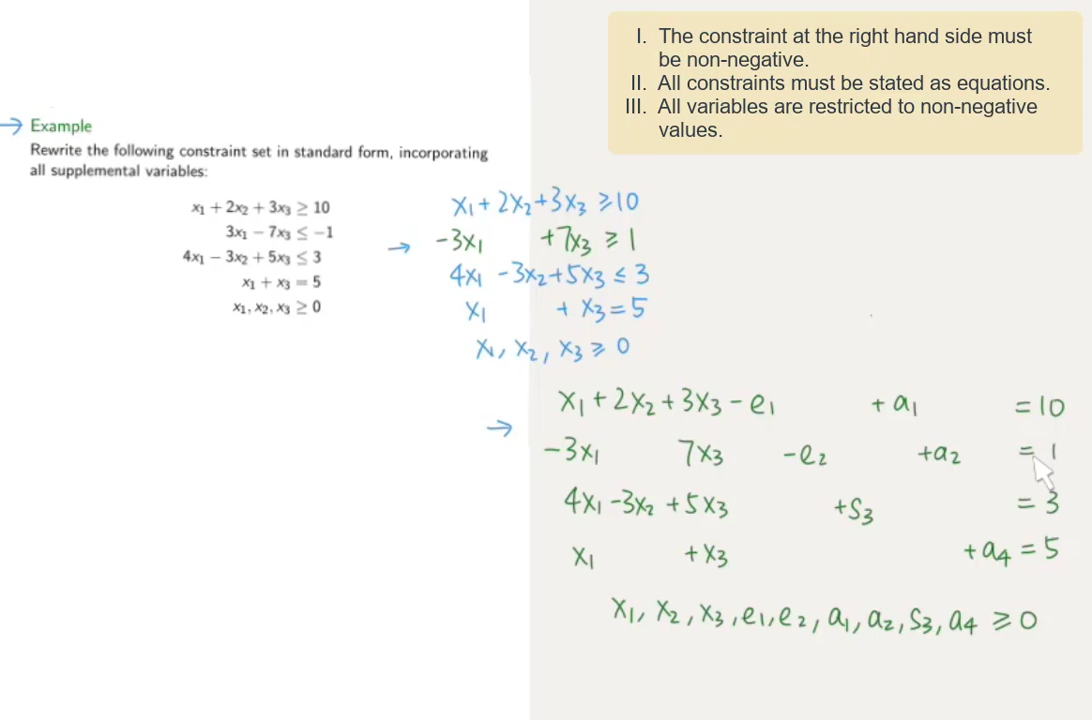 I. The constraint at the right hand side must
be non-negative.
II. All constraints must be stated as equations.
III. All variables are restricted to non-negative
values.
→ Example
Rewrite the following constraint set in standard form, incorporating
all supplemental variables:
x₁ + 2x₂ + 3x₃ ≥ 10
3x₁ − 7x₃ ≤ −1
4x₁ − 3x₂ + 5x₃ ≤ 3
x₁ + x₃ = 5
x₁, x₂, x₃ ≥ 0
x₁ + 2x₂ + 3x₃ ≥ 10
→ −3x₁ + 7x₃ ≥ 1
4x₁ − 3x₂ + 5x₃ ≤ 3
x₁ + x₃ = 5
x₁, x₂, x₃ ≥ 0
x₁ + 2x₂ + 3x₃ − e₁ + a₁ = 10
→ −3x₁ 7x₃ − e₂ + a₂ = 1
4x₁ − 3x₂ + 5x₃ + s₃ = 3
x₁ + x₃ + a₄ = 5
x₁, x₂, x₃, e₁, e₂, a₁, a₂, s₃, a₄ ≥ 0